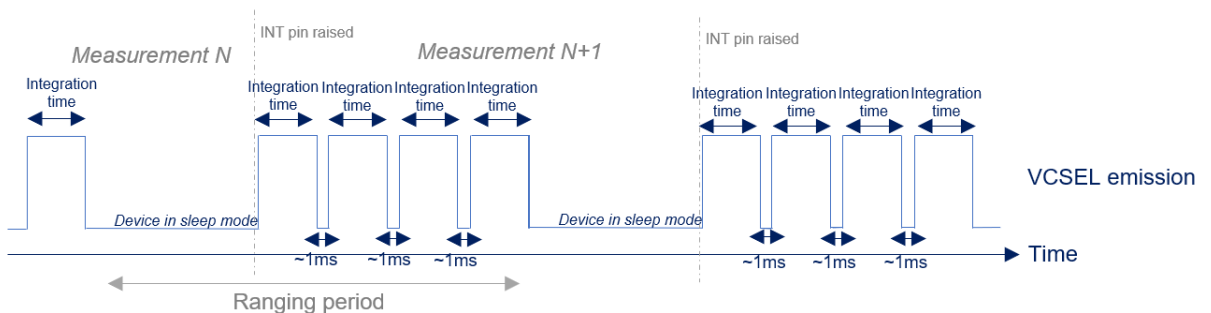 INT pin raised
INT pin raised
Measurement N
Measurement N+1
Integration
time
Integration
time
Integration
time
Integration
time
Integration
time
Integration
time
Integration
time
Integration
time
Integration
time
VCSEL emission
Device in sleep mode
Device in sleep mode
~1ms
~1ms
~1ms
~1ms
~1ms
~1ms
Time
Ranging period